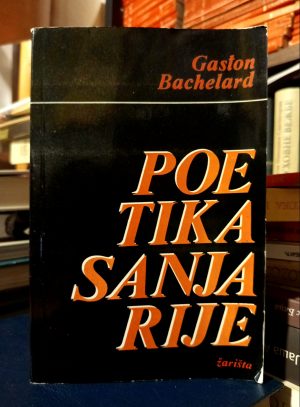 Gaston
Bachelard
POE
TIKA
SANJA
RIJE
žarišta